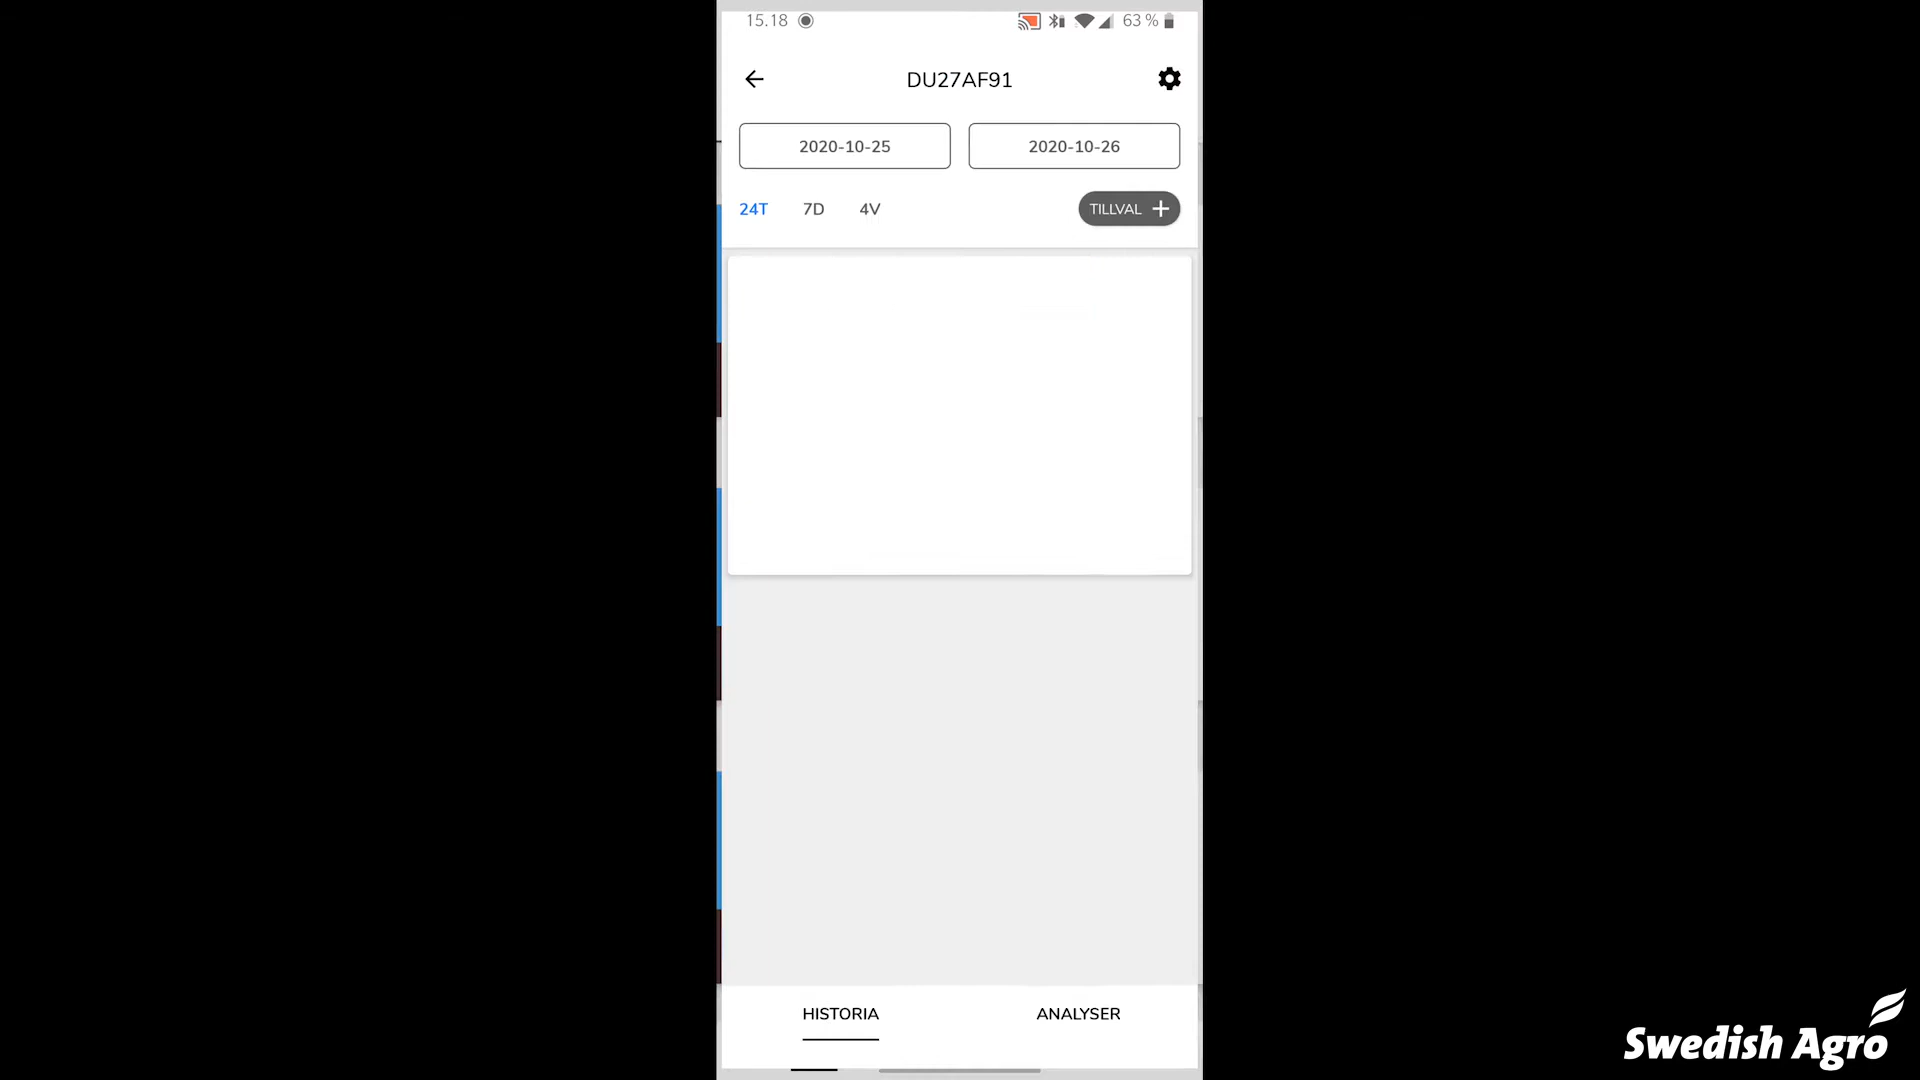 15.18 63 %
DU27AF91
2020-10-25 2020-10-26
24T 7D 4V TILLVAL +
HISTORIA ANALYSER
Swedish Agro